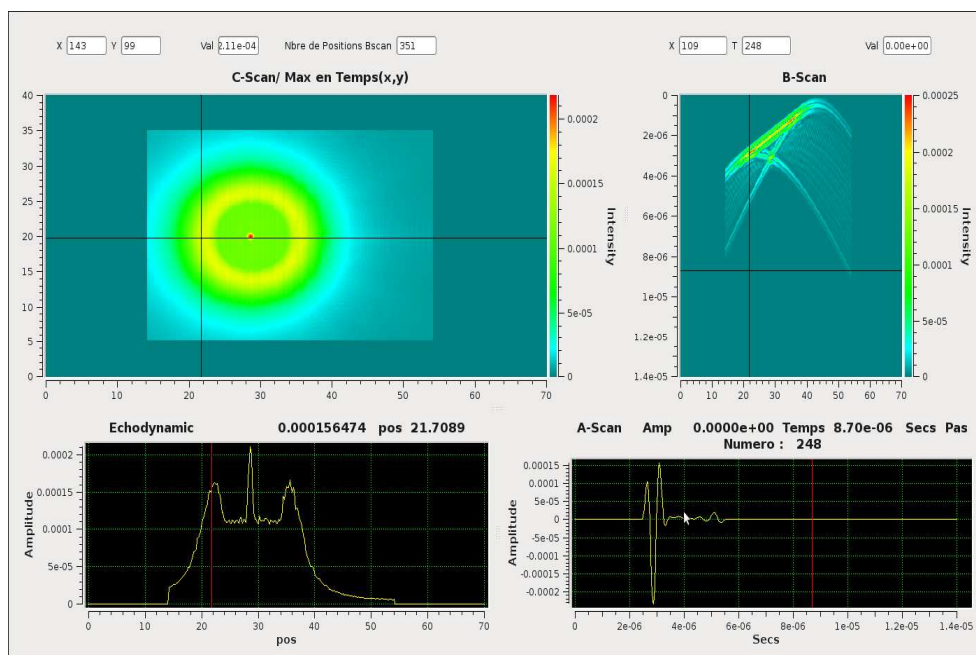 X 143 Y 99 Val 2.11e-04 Nbre de Positions Bscan 351
X 109 T 248 Val 0.00e+00
C-Scan/ Max en Temps(x,y)
40
35
30
25
20
15
10
5
0
0 10 20 30 40 50 60 70
0.0002
0.00015
0.0001
5e-05
0
Intensity
B-Scan
0
2e-06
4e-06
6e-06
8e-06
1e-05
1.2e-05
1.4e-05
0 10 20 30 40 50 60 70
0.00025
0.0002
0.00015
0.0001
5e-05
0
Intensity
Echodynamic 0.000156474 pos 21.7089
Amplitude
0.0002
0.00015
0.0001
5e-05
0
0 10 20 30 40 50 60 70
pos
A-Scan Amp 0.0000e+00 Temps 8.70e-06 Secs Pas
Numero : 248
Amplitude
0.00015
0.0001
5e-05
0
-5e-05
-0.0001
-0.00015
-0.0002
0 2e-06 4e-06 6e-06 8e-06 1e-05 1.2e-05 1.4e-05
Secs